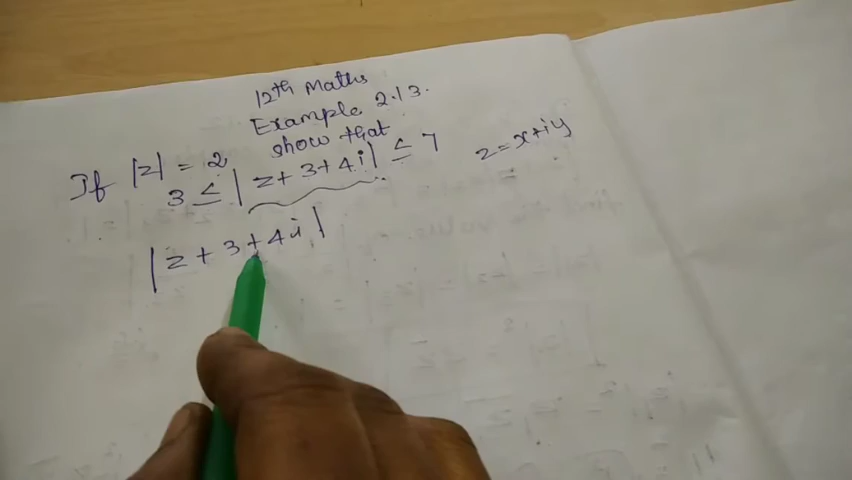 12th Maths
Example 2.13.
show that
If |z| = 2
3 ≤ |z+3+4i| ≤ 7
z=x+iy
|z+3+4i|